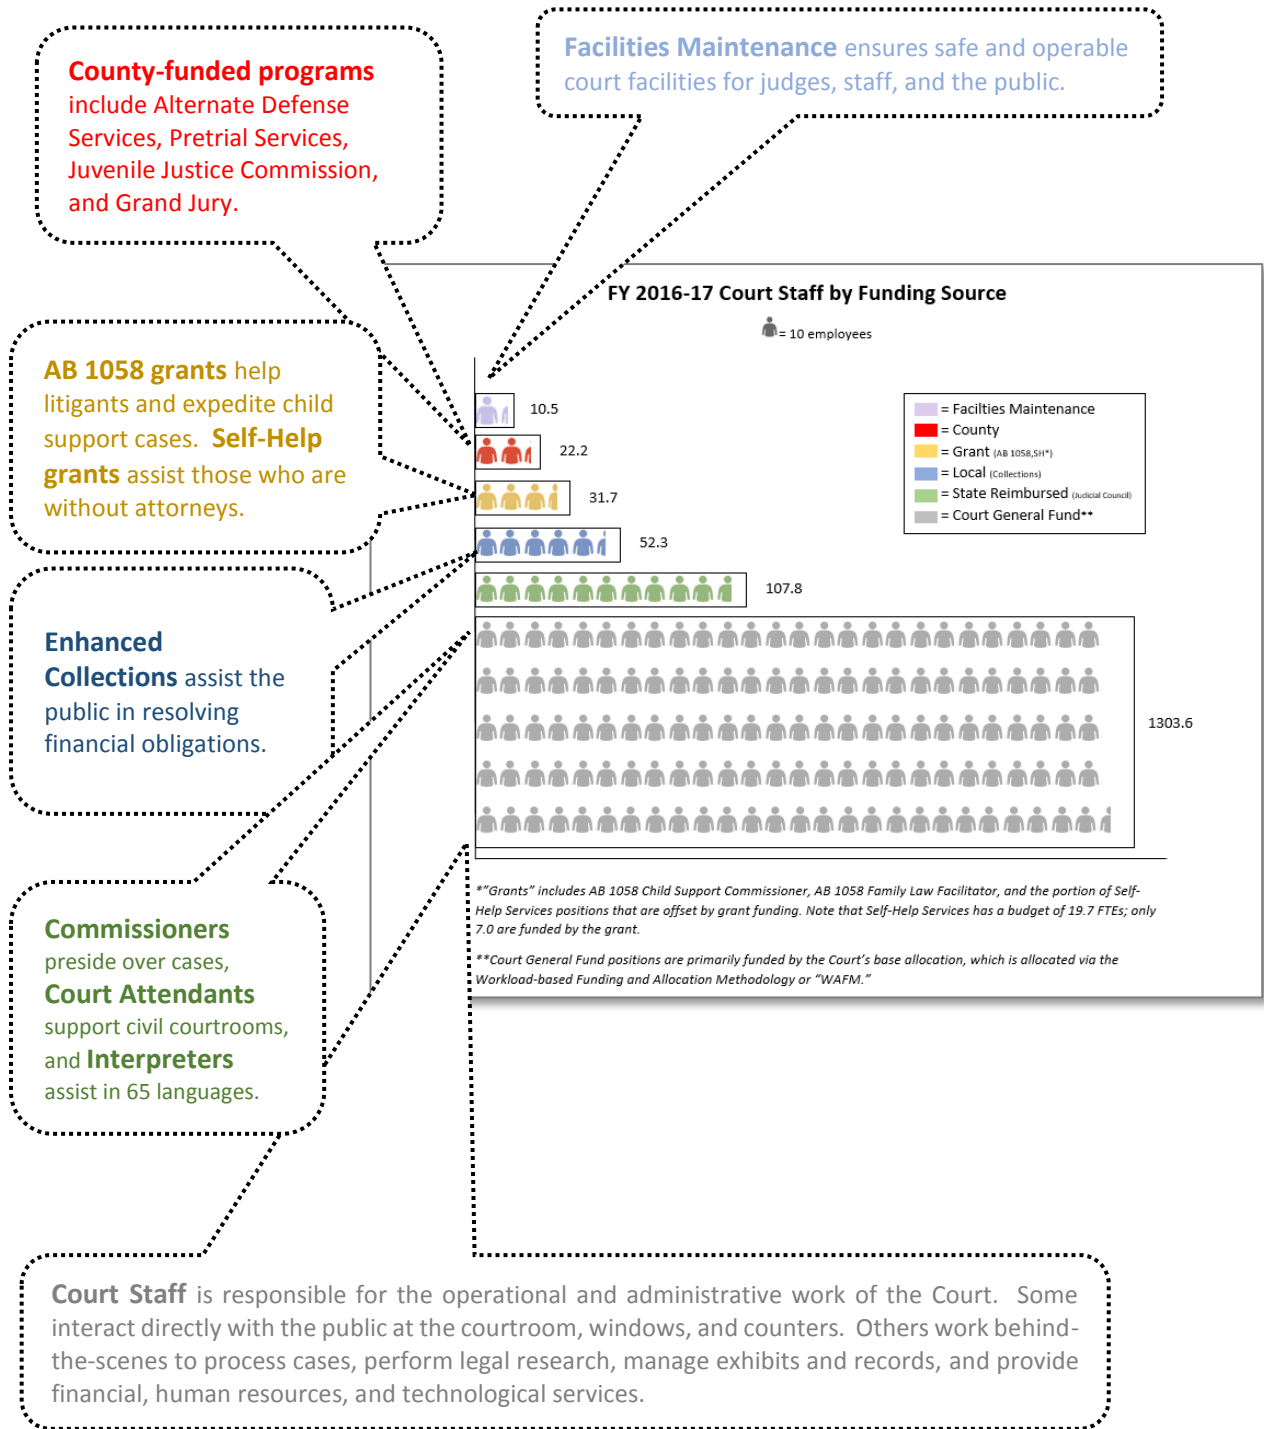 County-funded programs
include Alternate Defense
Services, Pretrial Services,
Juvenile Justice Commission,
and Grand Jury.
Facilities Maintenance ensures safe and operable
court facilities for judges, staff, and the public.
FY 2016-17 Court Staff by Funding Source
= 10 employees
AB 1058 grants help
litigants and expedite child
support cases. Self-Help
grants assist those who are
without attorneys.
10.5
22.2
31.7
52.3
107.8
1303.6
= Facilties Maintenance
= County
= Grant (AB 1058,SH*)
= Local (Collections)
= State Reimbursed (Judicial Council)
= Court General Fund**
Enhanced
Collections assist the
public in resolving
financial obligations.
*"Grants" includes AB 1058 Child Support Commissioner, AB 1058 Family Law Facilitator, and the portion of Self-
Help Services positions that are offset by grant funding. Note that Self-Help Services has a budget of 19.7 FTEs; only
7.0 are funded by the grant.
**Court General Fund positions are primarily funded by the Court's base allocation, which is allocated via the
Workload-based Funding and Allocation Methodology or "WAFM."
Commissioners
preside over cases,
Court Attendants
support civil courtrooms,
and Interpreters
assist in 65 languages.
Court Staff is responsible for the operational and administrative work of the Court. Some
interact directly with the public at the courtroom, windows, and counters. Others work behind-
the-scenes to process cases, perform legal research, manage exhibits and records, and provide
financial, human resources, and technological services.